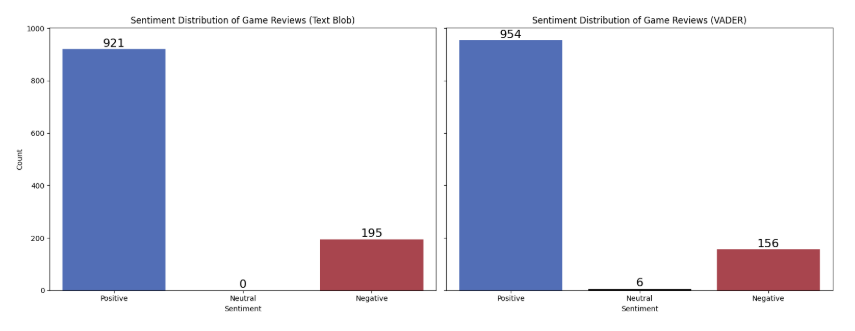 Sentiment Distribution of Game Reviews (Text Blob)
1000
921
800
600
Count
400
200
195
0
0
Positive
Neutral
Negative
Sentiment
Sentiment Distribution of Game Reviews (VADER)
954
156
6
Positive
Neutral
Negative
Sentiment